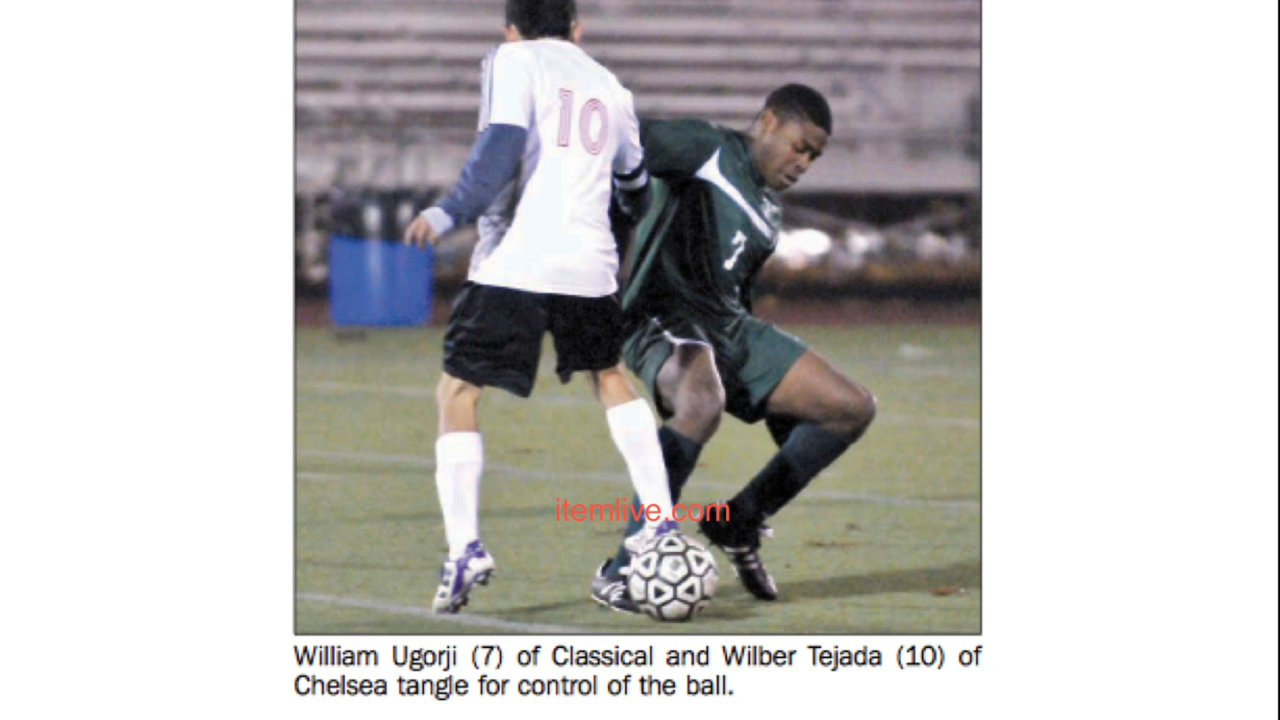 10
7
itemlive.com
William Ugorji (7) of Classical and Wilber Tejada (10) of
Chelsea tangle for control of the ball.